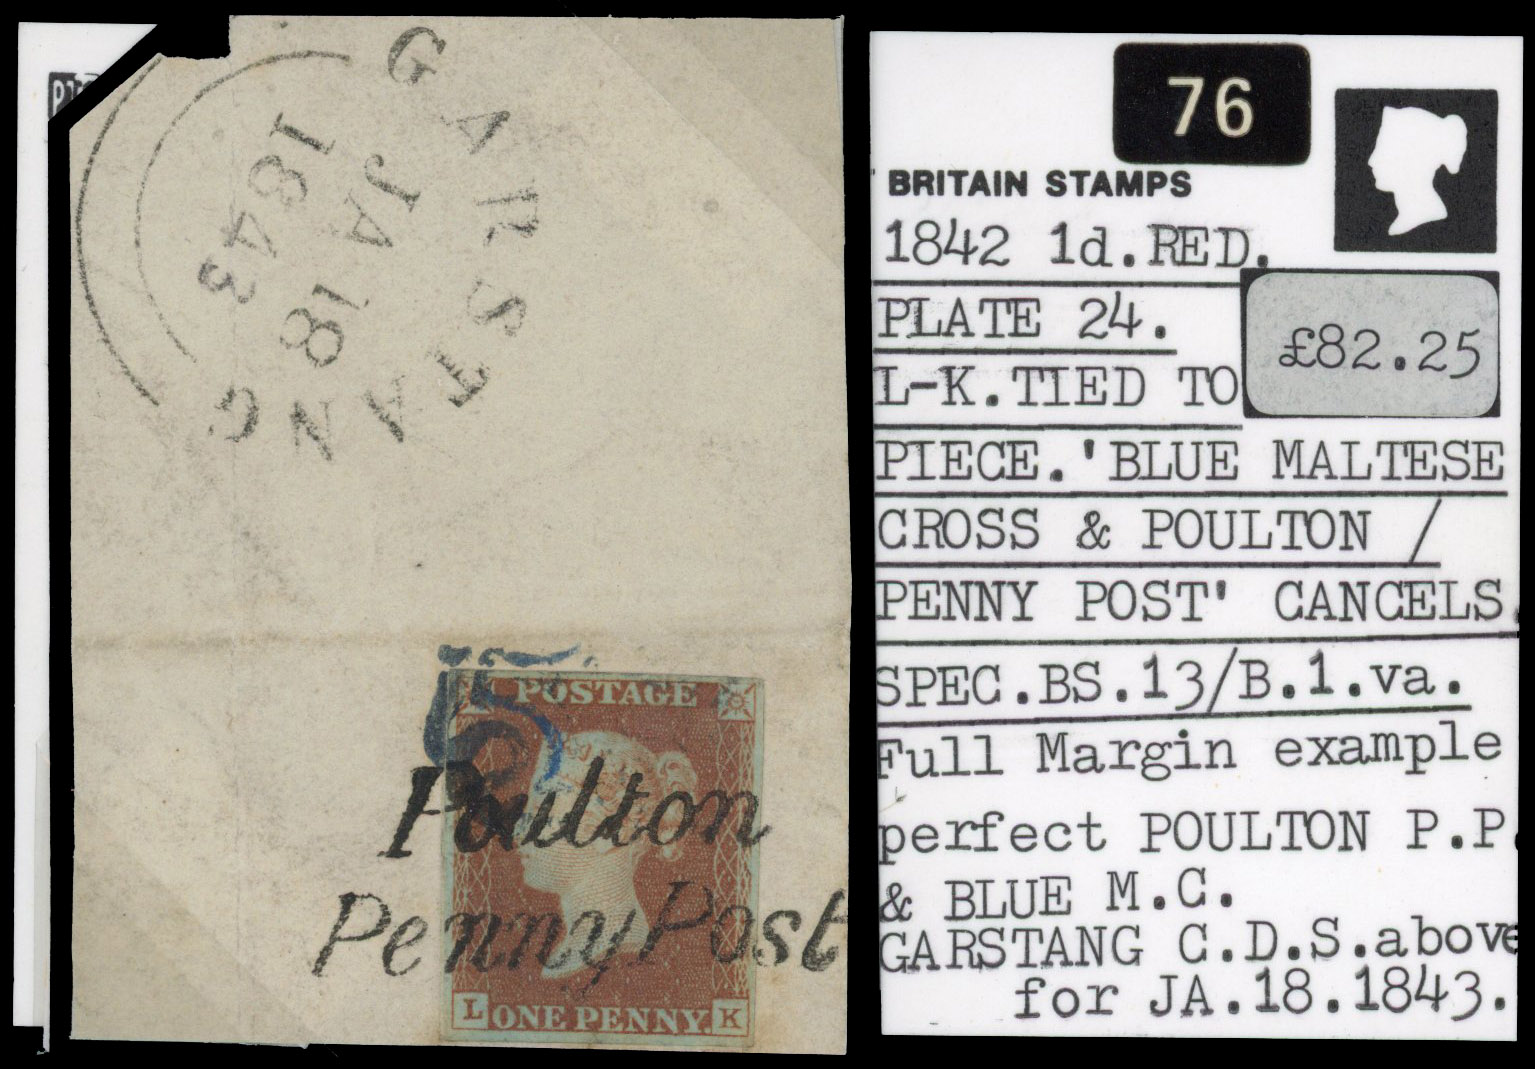 GARSTANG
JA 18
1843
POSTAGE
Poulton
Penny Post
L ONE PENNY. K
76
BRITAIN STAMPS
1842 1d.RED.
PLATE 24.
£82.25
L-K.TIED TO
PIECE.'BLUE MALTESE
CROSS & POULTON /
PENNY POST' CANCELS.
SPEC.BS.13/B.1.va.
Full Margin example
perfect POULTON P.P.
& BLUE M.C.
GARSTANG C.D.S.above
for JA.18.1843.